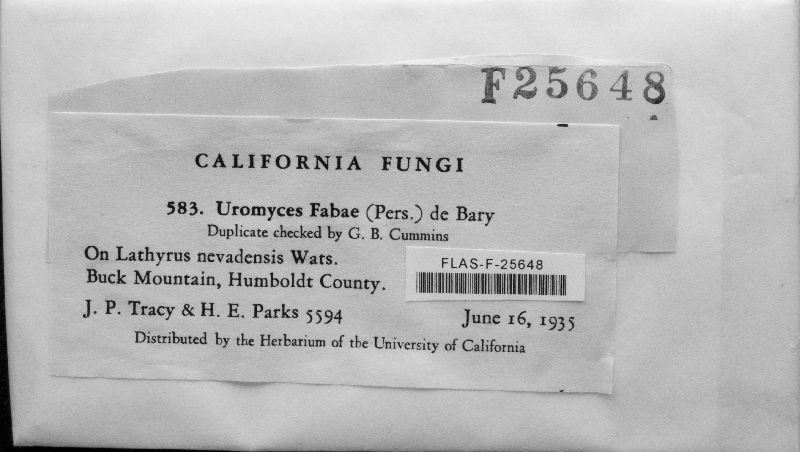 F25648
CALIFORNIA FUNGI
583. Uromyces Fabae (Pers.) de Bary
Duplicate checked by G. B. Cummins
On Lathyrus nevadensis Wats.
Buck Mountain, Humboldt County.
FLAS-F-25648
J. P. Tracy & H. E. Parks 5594 June 16, 1935
Distributed by the Herbarium of the University of California